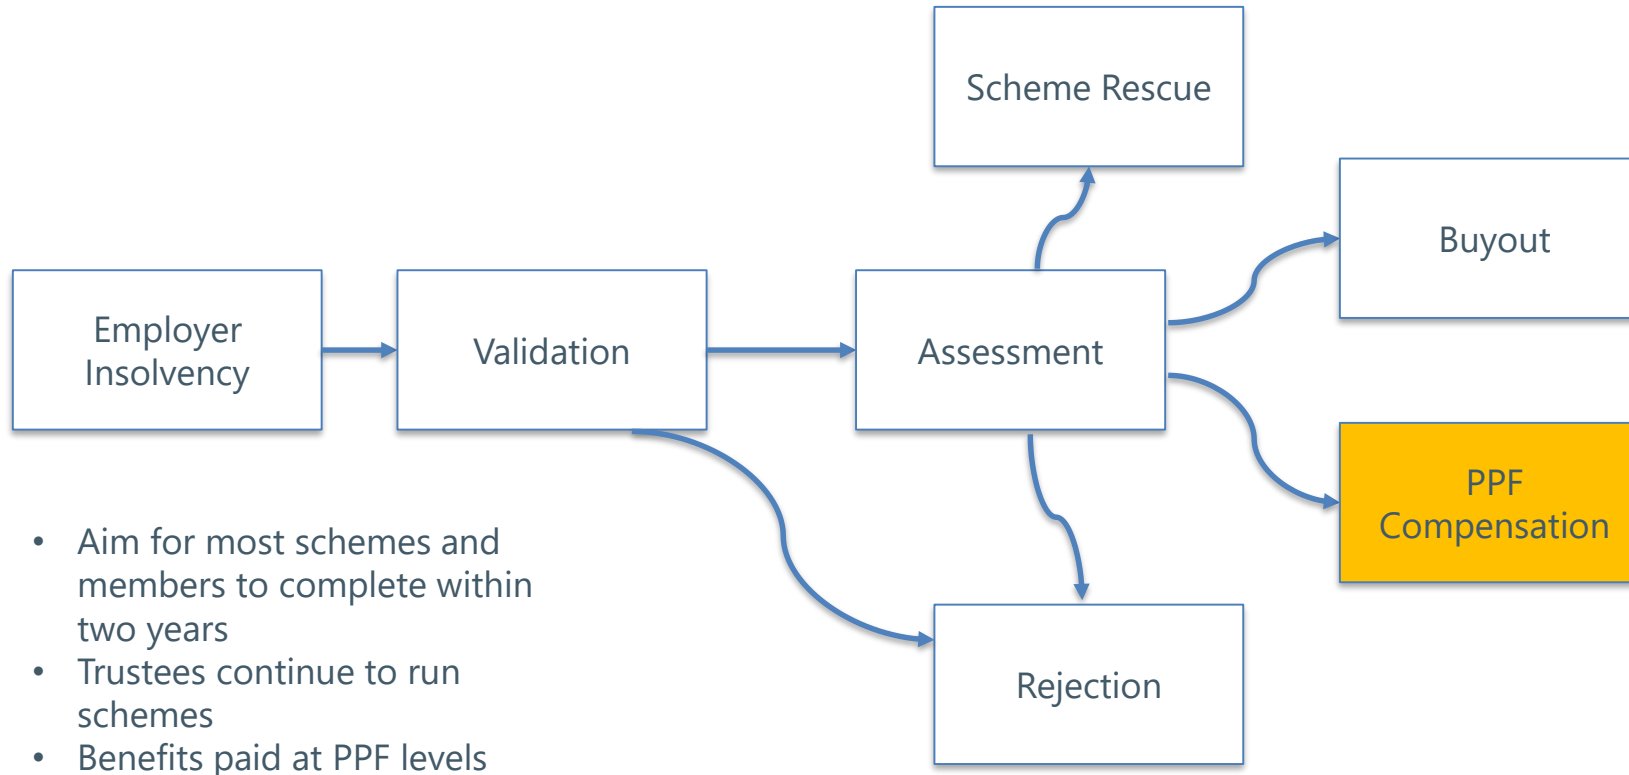 Scheme Rescue
Buyout
Employer
Insolvency
Validation
Assessment
PPF
Compensation
Rejection
• Aim for most schemes and
members to complete within
two years
• Trustees continue to run
schemes
• Benefits paid at PPF levels